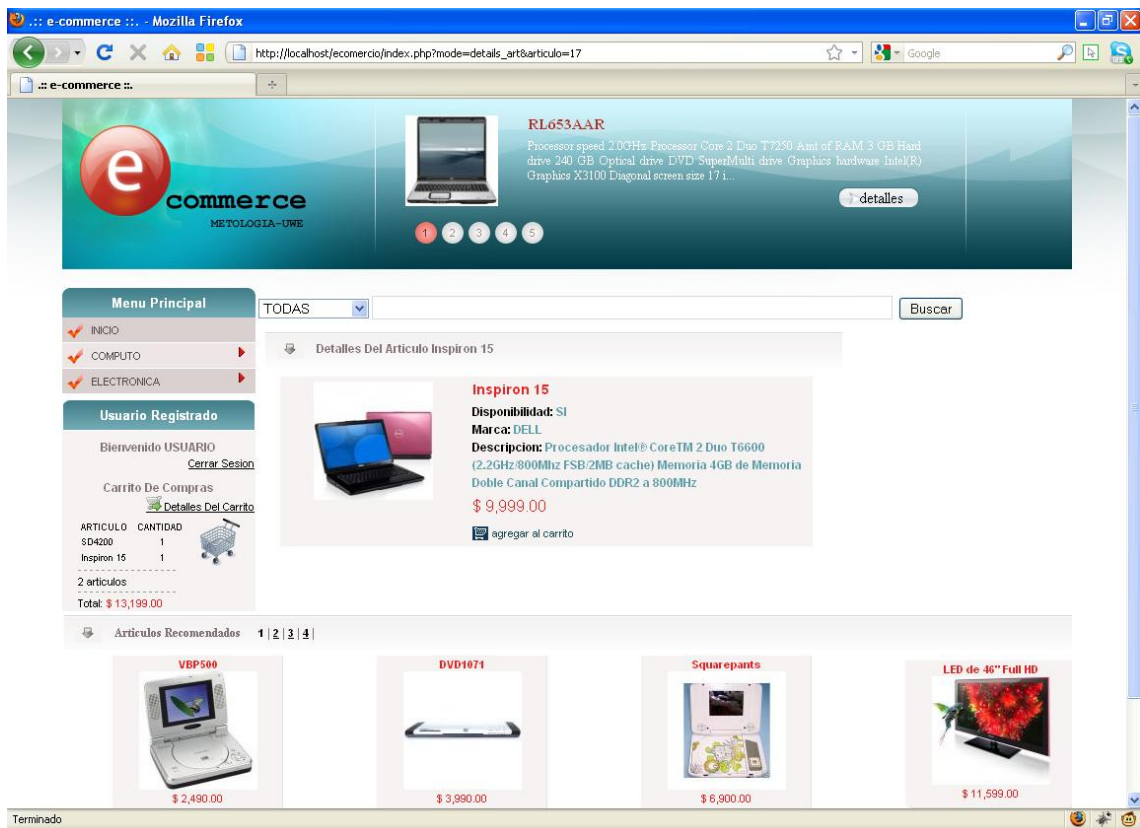 .:: e-commerce ::. - Mozilla Firefox
http://localhost/ecomercio/index.php?mode=details_art&articulo=17
Google
.:: e-commerce ::.
e
commerce
METOLOGIA-UWE
RL653AAR
Processor speed 2.0GHz Processor Core 2 Duo T7250 Amt of RAM 3 GB Hard
drive 240 GB Optical drive DVD SuperMulti drive Graphics hardware Intel(R)
Graphics X3100 Diagonal screen size 17 i...
detalles
1 2 3 4 5
Menu Principal
INICIO
COMPUTO
ELECTRONICA
TODAS
Buscar
Detalles Del Articulo Inspiron 15
Inspiron 15
Disponibilidad: SI
Marca: DELL
Descripcion: Procesador Intel® CoreTM 2 Duo T6600
(2.2GHz/800Mhz FSB/2MB cache) Memoria 4GB de Memoria
Doble Canal Compartido DDR2 a 800MHz
$ 9,999.00
agregar al carrito
Usuario Registrado
Bienvenido USUARIO
Cerrar Sesion
Carrito De Compras
Detalles Del Carrito
ARTICULO CANTIDAD
SD4200 1
Inspiron 15 1
2 articulos
Total: $ 13,199.00
Articulos Recomendados 1 | 2 | 3 | 4 |
VBP500
$ 2,490.00
DVD1071
$ 3,990.00
Squarepants
$ 6,900.00
LED de 46" Full HD
$ 11,599.00
Terminado